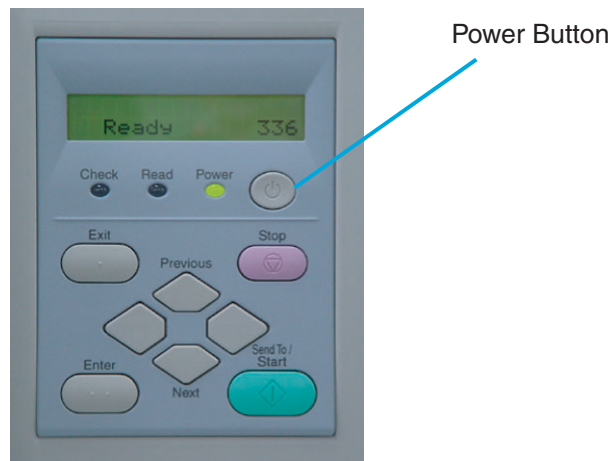 Power Button
Ready 336
Check Read Power
Exit Stop
Previous
Send To /
Enter Start
Next